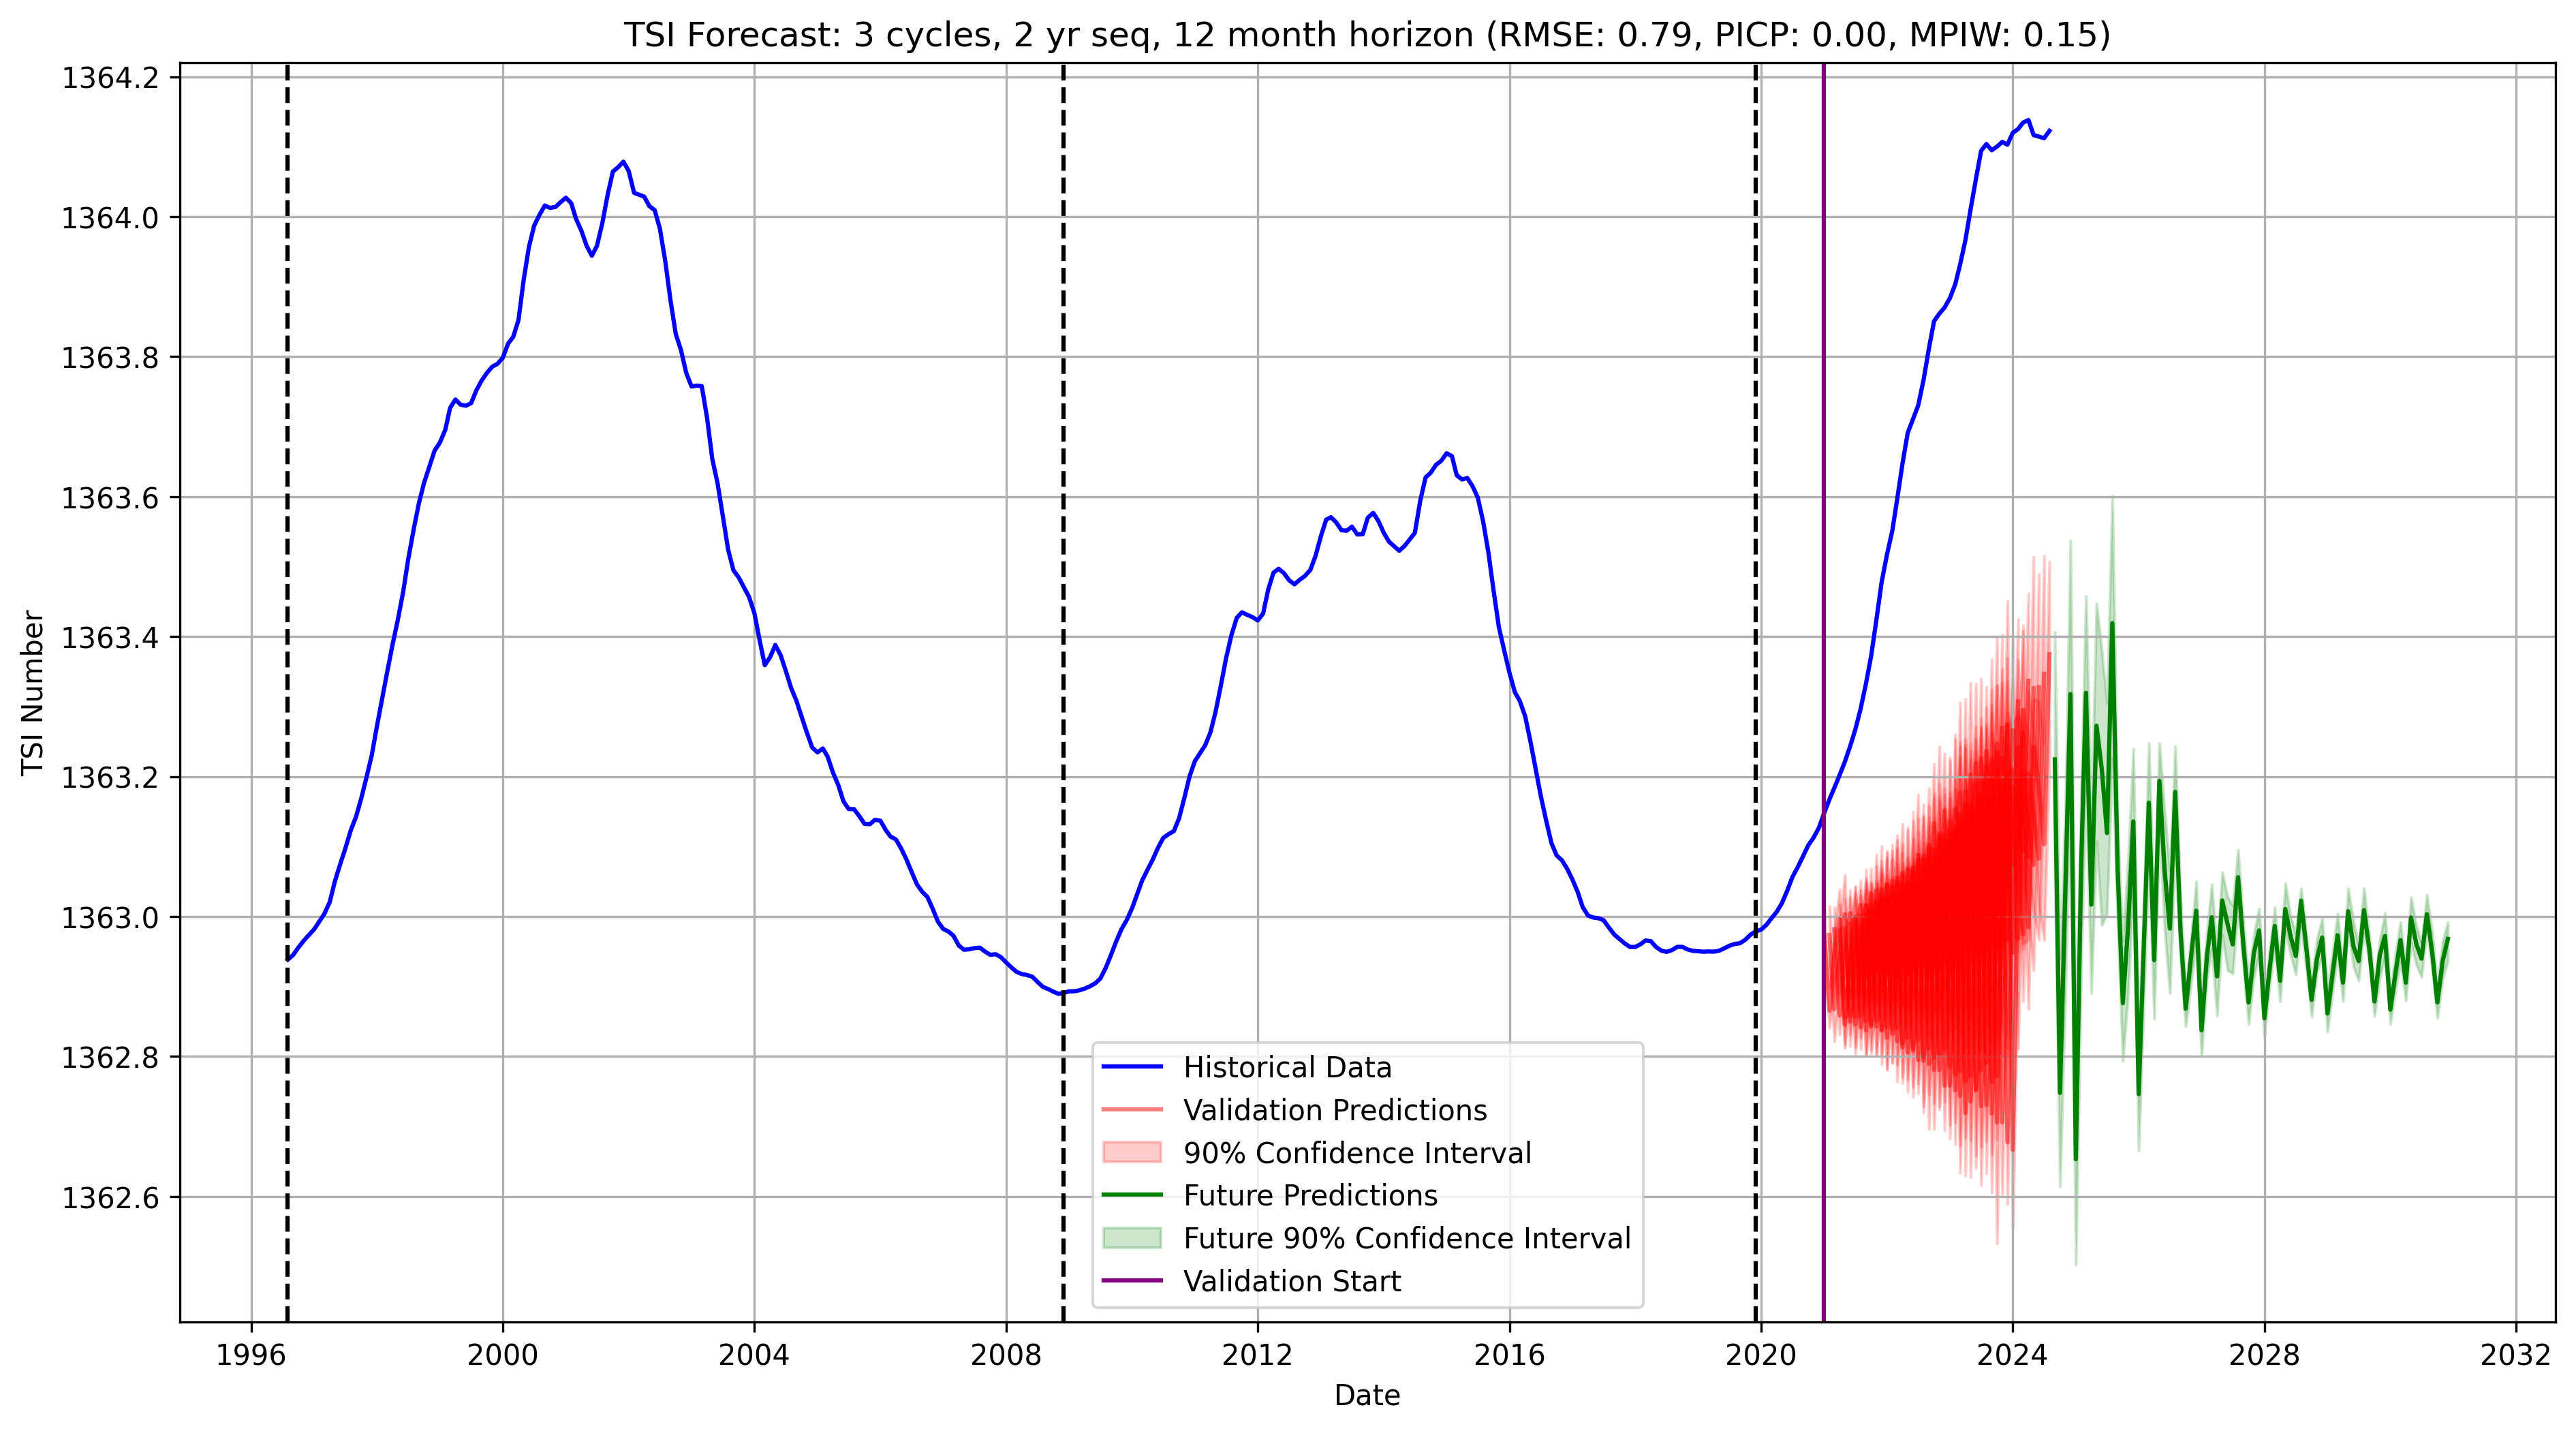 TSI Forecast: 3 cycles, 2 yr seq, 12 month horizon (RMSE: 0.79, PICP: 0.00, MPIW: 0.15)
1364.2
1364.0
1363.8
1363.6
1363.4
1363.2
1363.0
1362.8
1362.6
TSI Number
Historical Data
Validation Predictions
90% Confidence Interval
Future Predictions
Future 90% Confidence Interval
Validation Start
1996 2000 2004 2008 2012 2016 2020 2024 2028 2032
Date